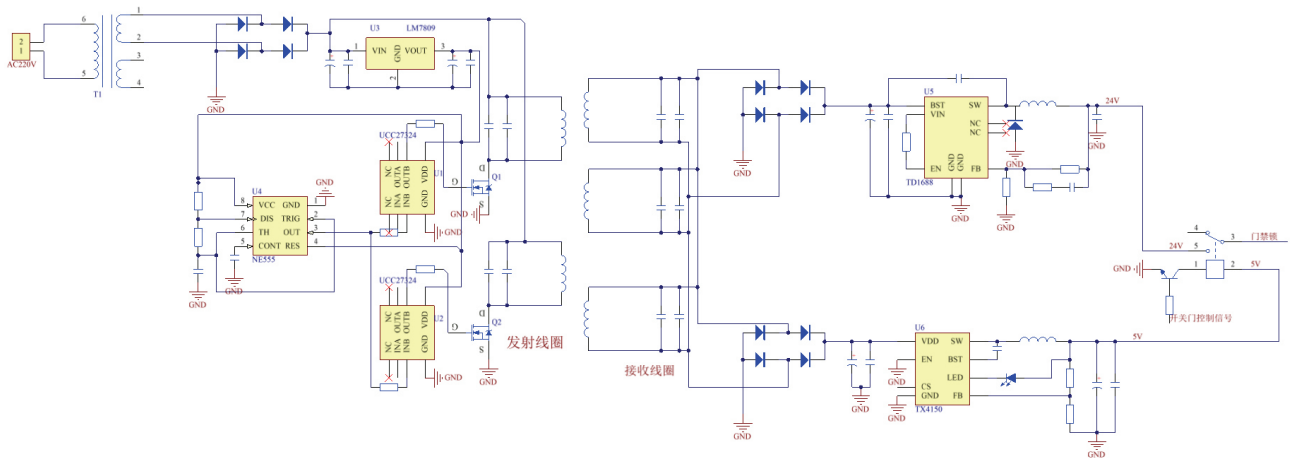 1
6
2
2
1
AC220V
3
5
4
T1
GND
U3
LM7809
1
VIN
GND
VOUT
3
2
GND
UCC27324
NC
OUTA
OUTB
VDD
U1
NC
INA
INB
GND
GND
D
Q1
G
S
GND
U4
GND
8
VCC
GND
1
7
DIS
TRIG
2
6
TH
OUT
3
5
CONT
RES
4
NE555
GND
GND
UCC27324
NC
OUTA
OUTB
VDD
U2
NC
INA
INB
GND
GND
D
Q2
G
S
GND
发射线圈
接收线圈
GND
U5
BST
SW
VIN
NC
NC
EN
GND
GND
FB
TD1688
GND
GND
GND
24V
GND
4
24V
5
3
门禁锁
GND
1
2
5V
开关门控制信号
GND
GND
U6
VDD
SW
EN
BST
LED
CS
GND
FB
TX4150
GND
GND
5V
GND